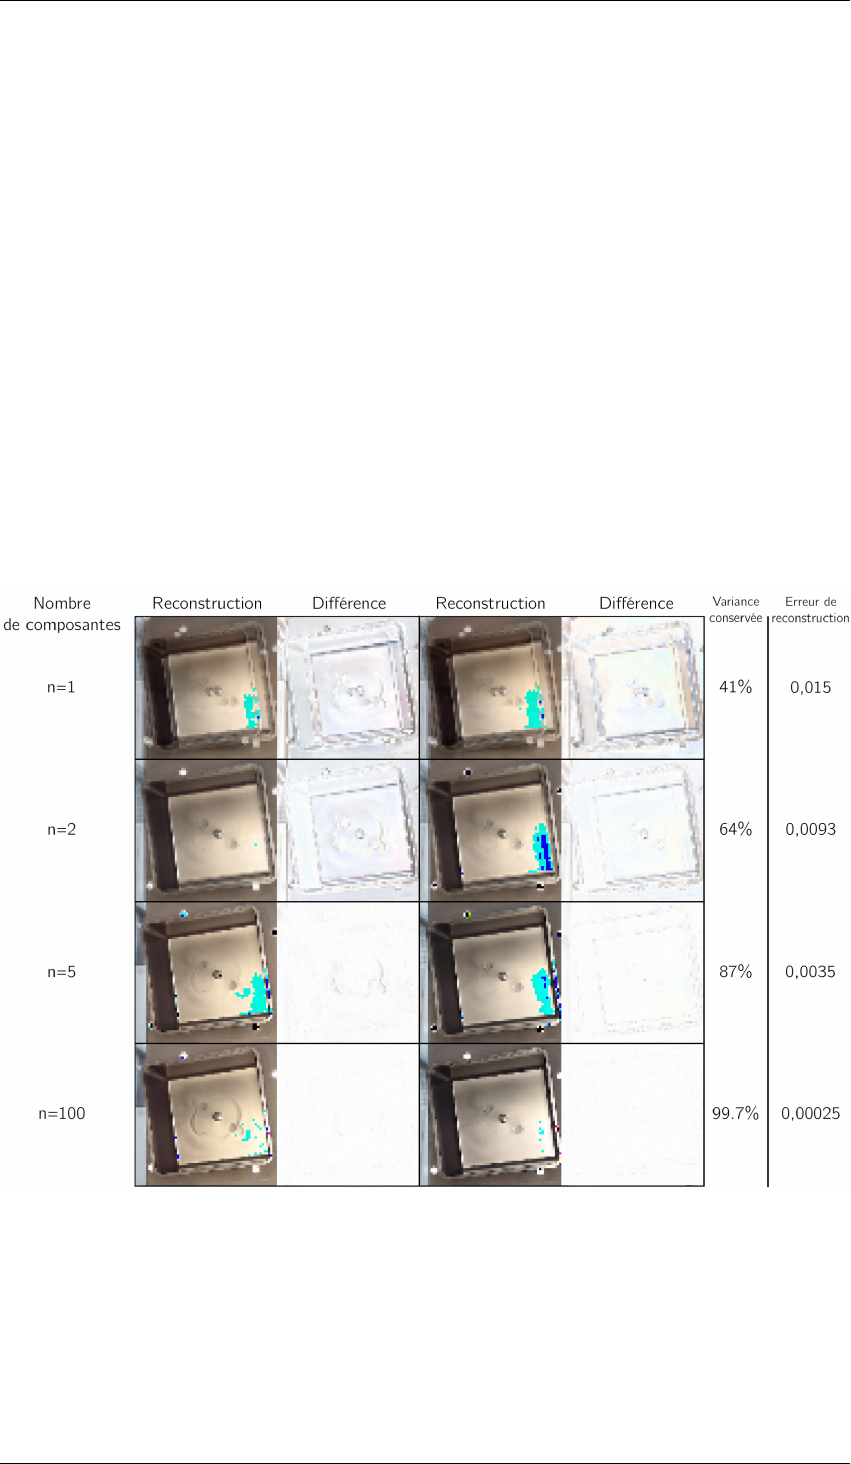 Nombre
de composantes
Reconstruction
Différence
Reconstruction
Différence
Variance
conservée
Erreur de
reconstruction
n=1
41%
0,015
n=2
64%
0,0093
n=5
87%
0,0035
n=100
99.7%
0,00025